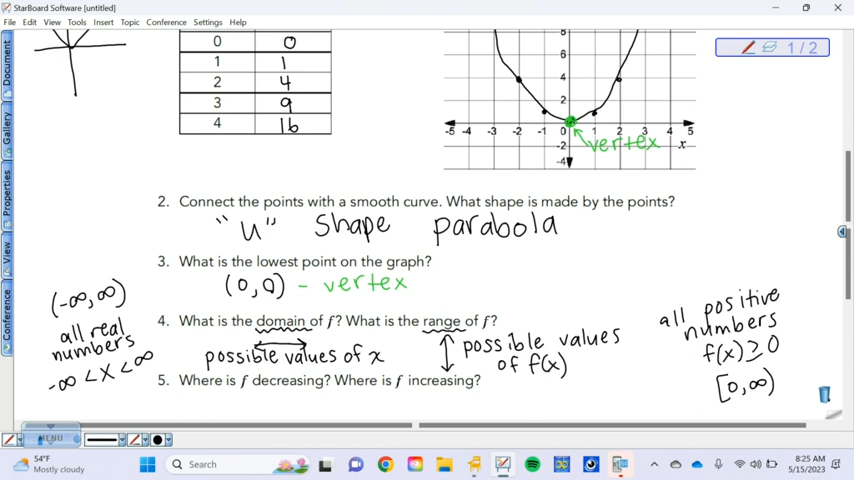 StarBoard Software [untitled]
File Edit View Tools Insert Topic Conference Settings Help
Document
Gallery
Properties
View
Conference
1 / 2
0 0
1 1
2 4
3 9
4 16
8
6
4
2
-5 -4 -3 -2 -1 0 1 2 3 4 5
-2
-4
x
vertex
2. Connect the points with a smooth curve. What shape is made by the points?
"u" shape parabola
3. What is the lowest point on the graph?
(0,0) - vertex
4. What is the domain of f? What is the range of f?
possible values of x
possible values
of f(x)
5. Where is f decreasing? Where is f increasing?
(-∞,∞)
all real
numbers
-∞ < x < ∞
all positive
numbers
f(x) ≥ 0
[0,∞)
MENU
54°F
Mostly cloudy
Search
8:25 AM
5/15/2023